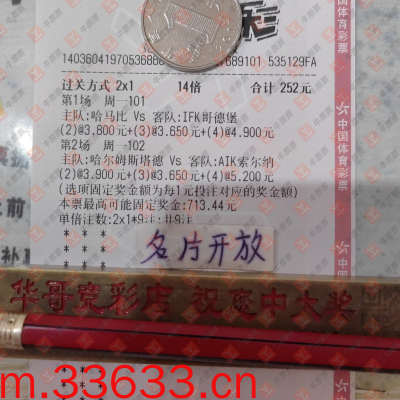 过关方式 2x1 14倍 合计 252元
第1场 周一101
主队:哈马比 Vs 客队:IFK哥德堡
(2)@3.800元+(3)@3.650元+(4)@4.900元
第2场 周一102
主队:哈尔姆斯塔德 Vs 客队:AIK索尔纳
(2)@3.900元+(3)@3.650元+(4)@5.200元
(选项固定奖金额为每1元投注对应的奖金额)
本票最高可能固定奖金:713.44元
单倍注数:2x1*9注;共9注
名片开放
华哥竞彩店 祝您中大奖
m.33633.cn
中国体育彩票
中国体育彩票